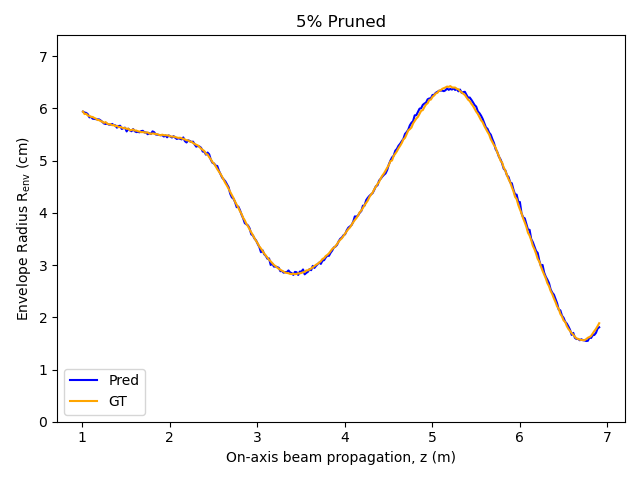 5% Pruned
7
6
5
4
3
2
1
0
Envelope Radius R_env (cm)
Pred
GT
1 2 3 4 5 6 7
On-axis beam propagation, z (m)